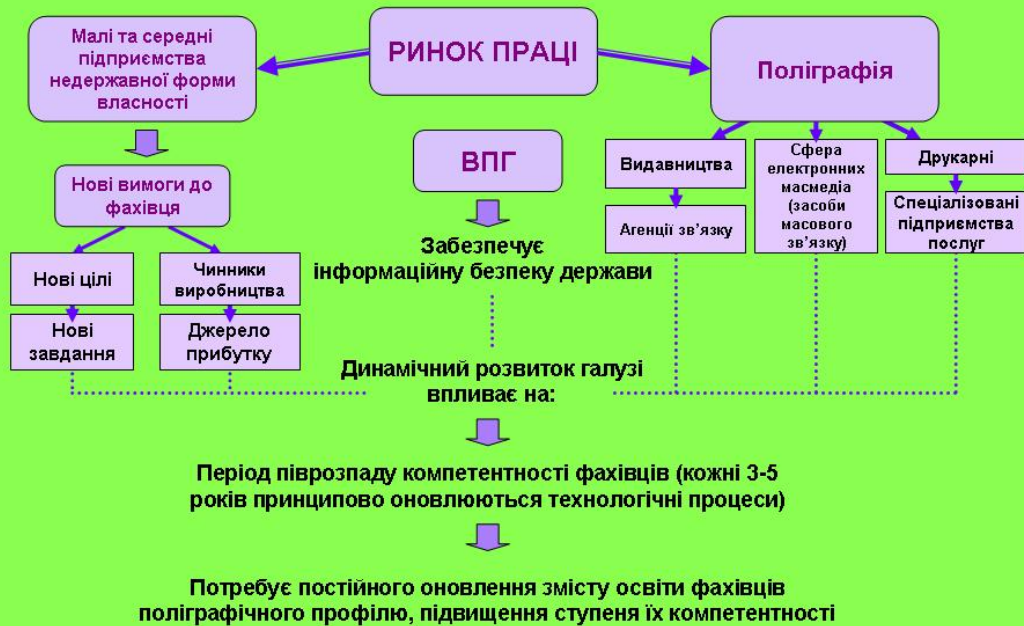 РИНОК ПРАЦІ
Малі та середні
підприємства
недержавної форми
власності
Поліграфія
Нові вимоги до
фахівця
Нові цілі
Чинники
виробництва
Нові
завдання
Джерело
прибутку
ВПГ
Забезпечує
інформаційну безпеку держави
Видавництва
Агенції зв’язку
Сфера
електронних
масмедіа
(засоби
масового
зв’язку)
Друкарні
Спеціалізовані
підприємства
послуг
Динамічний розвиток галузі
впливає на:
Період піврозпаду компетентності фахівців (кожні 3-5
років принципово оновлюються технологічні процеси)
Потребує постійного оновлення змісту освіти фахівців
поліграфічного профілю, підвищення ступеня їх компетентності